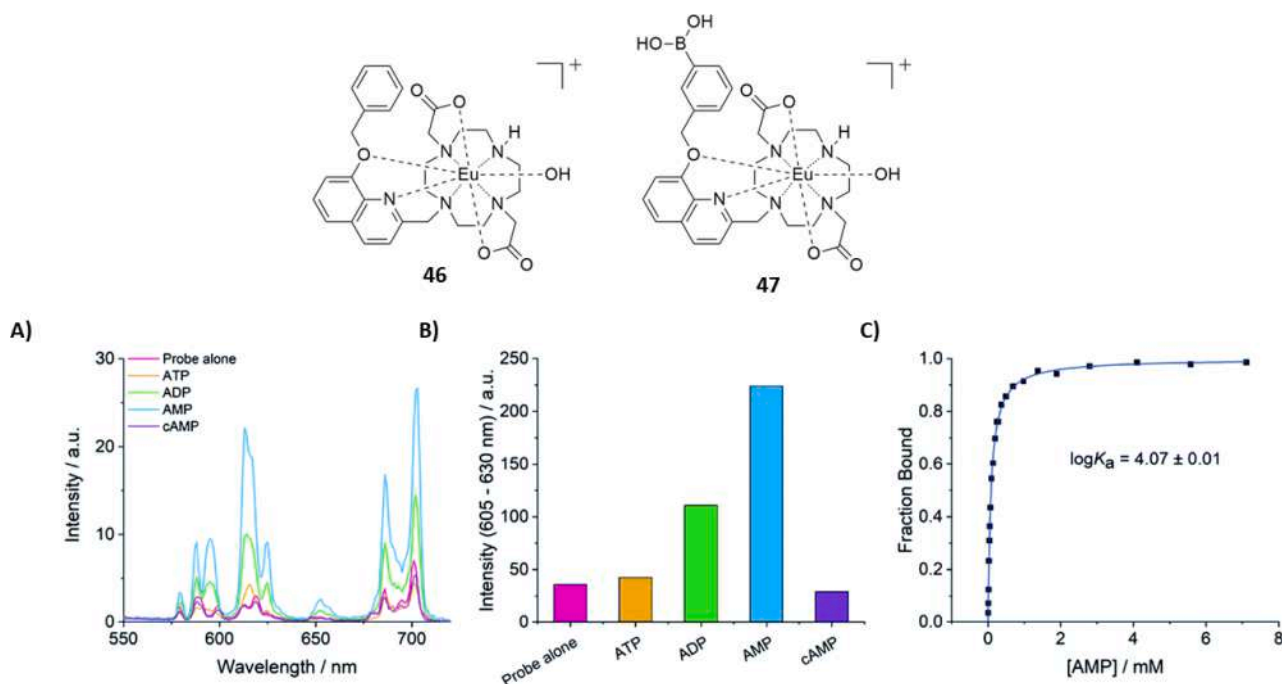 OH
HO B
+
O O H
N N
O Eu OH
N N N
O O
46
+
O O H
N N
O Eu OH
N N N
O O
47
A)
Intensity / a.u.
30
20
10
0
Probe alone
ATP
ADP
AMP
cAMP
550 600 650 700
Wavelength / nm
B)
Intensity (605 - 630 nm) / a.u.
250
200
150
100
50
0
Probe alone ATP ADP AMP cAMP
C)
Fraction Bound
1.0
0.8
0.6
0.4
0.2
0.0
logKa = 4.07 ± 0.01
0 2 4 6 8
[AMP] / mM